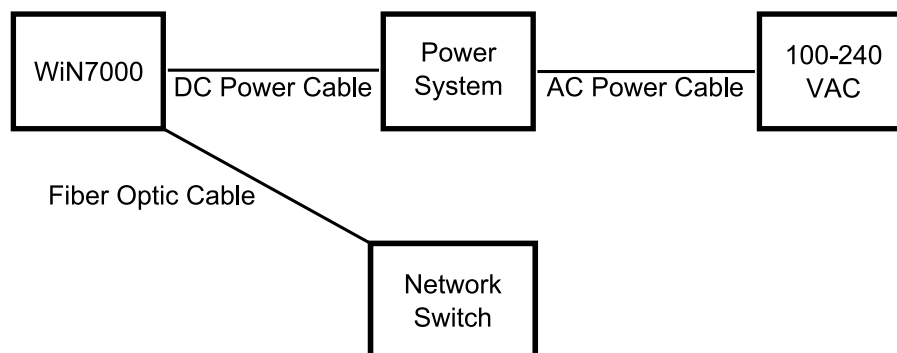 WiN7000
DC Power Cable
Power
System
AC Power Cable
100-240
VAC
Fiber Optic Cable
Network
Switch